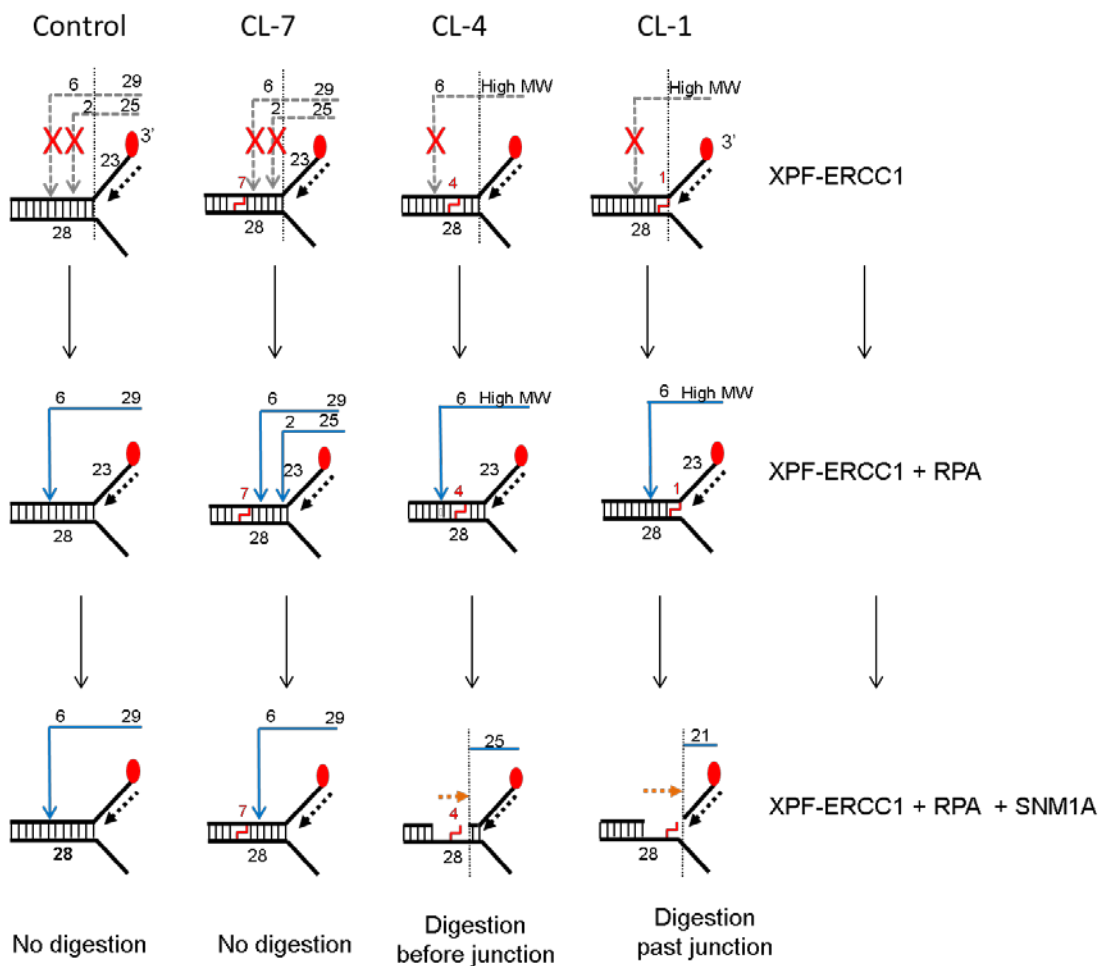 Control CL-7 CL-4 CL-1
6 29 6 29 6 High MW 6 High MW
2 25 2 25
3' 3'
23 23
7 4 1 XPF-ERCC1
28 28 28 28
6 29 6 29 6 High MW 6 High MW
2 25
23 23 23 23
7 4 1 XPF-ERCC1 + RPA
28 28 28 28
6 29 6 29 25 21
7 4 XPF-ERCC1 + RPA + SNM1A
28 28 28 28
No digestion No digestion Digestion Digestion
before junction past junction